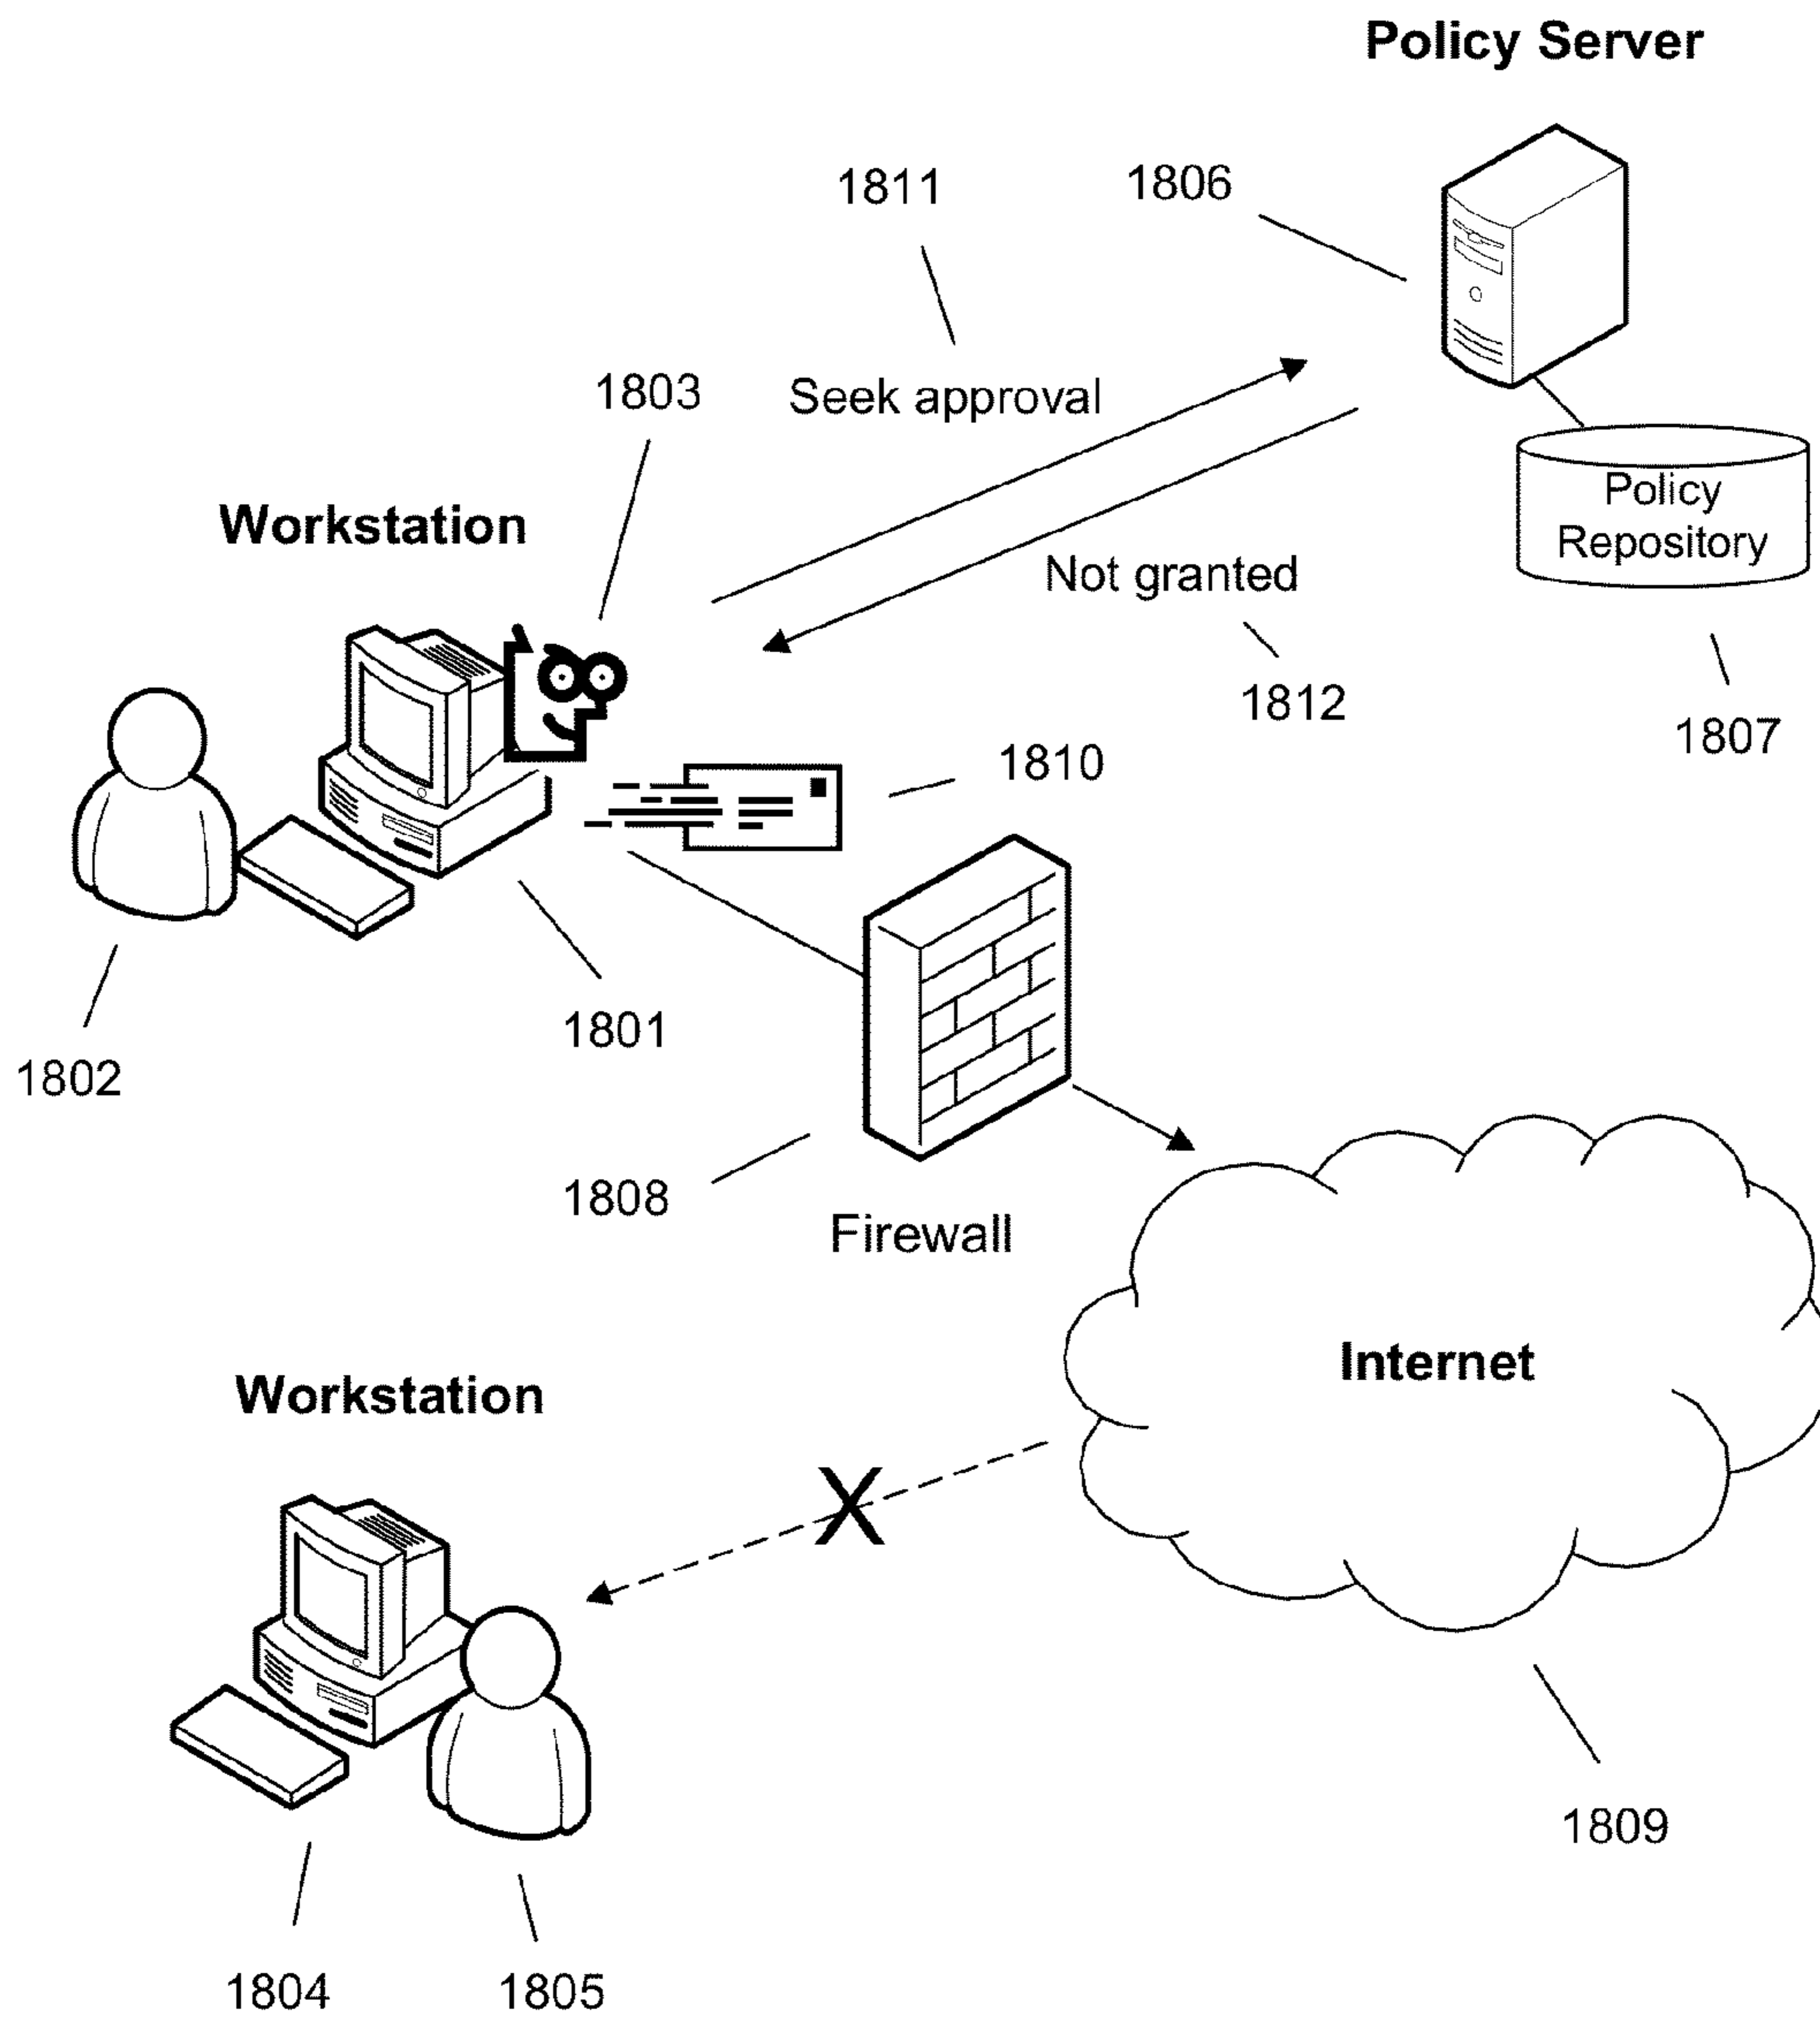 Policy Server
1811
1806
1803
Seek approval
Workstation
Policy
Repository
Not granted
1812
1807
1810
1801
1802
1808
Firewall
Internet
Workstation
1809
1804
1805
X